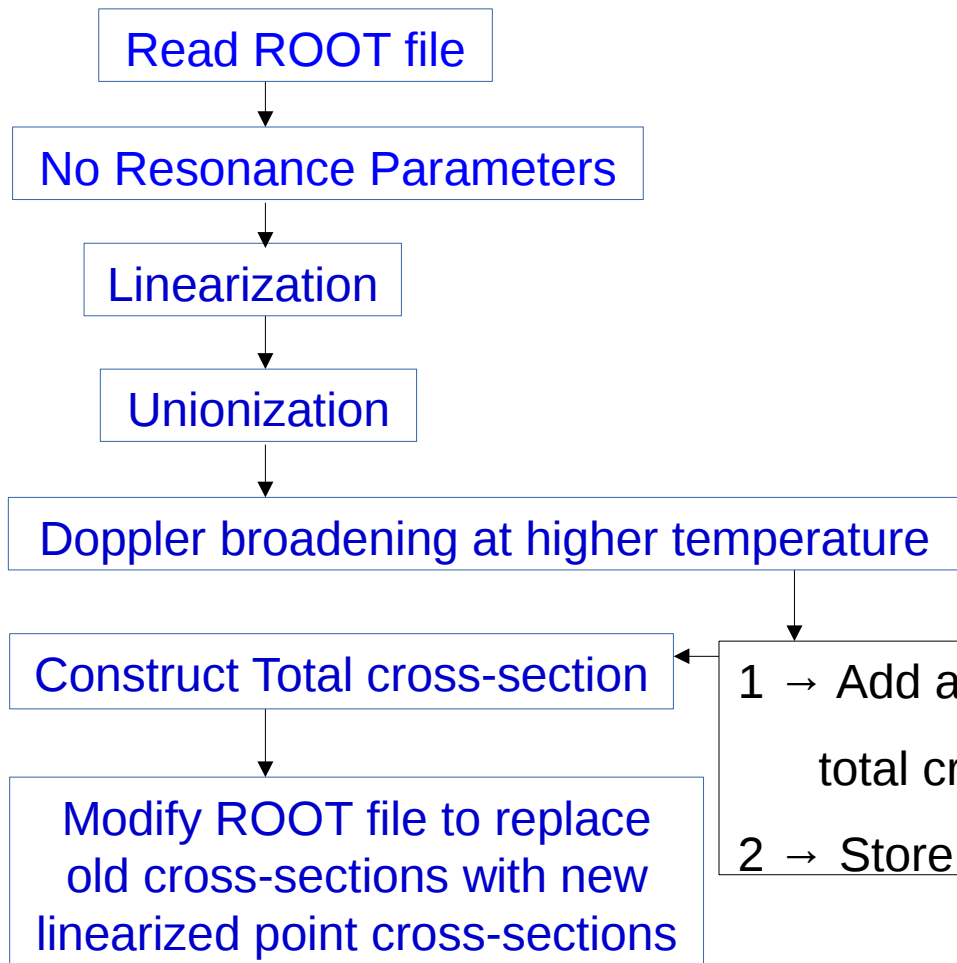 Read ROOT file
No Resonance Parameters
Linearization
Unionization
Doppler broadening at higher temperature
Construct Total cross-section
1 → Add
total
2 → Store
Modify ROOT file to replace
old cross-sections with new
linearized point cross-sections